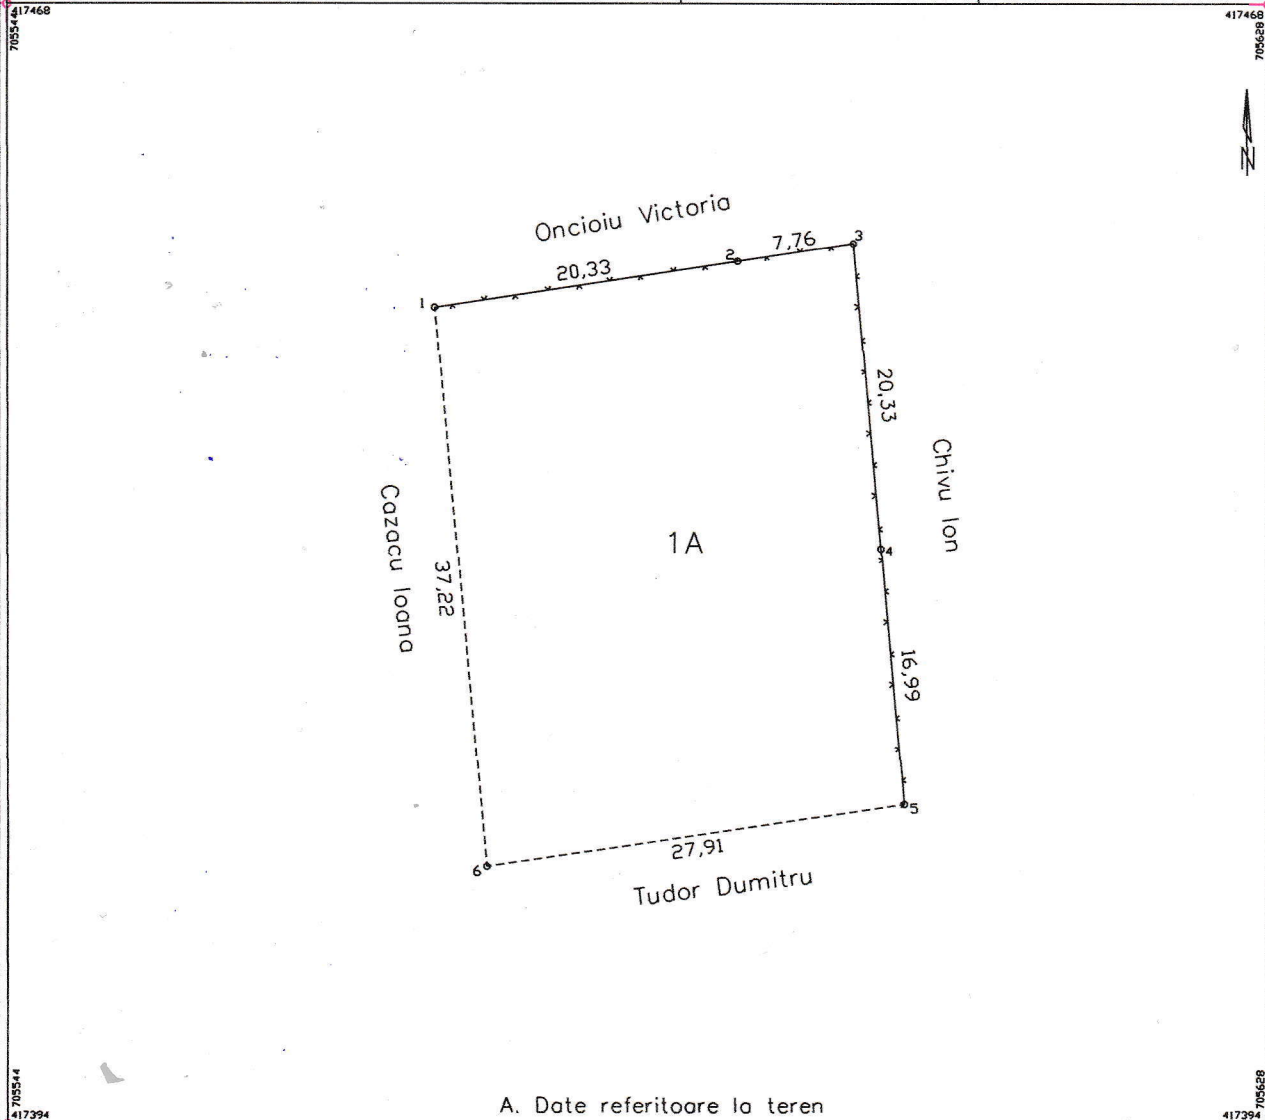 417468
705544
417468
705628
N
Oncioiu Victoria
7,76
3
2
20,33
1
20,33
Chivu Ion
Cazacu Ioana
1A
4
37,22
16,99
5
27,91
6
Tudor Dumitru
705544
417394
A. Date referitoare la teren
705628
417394